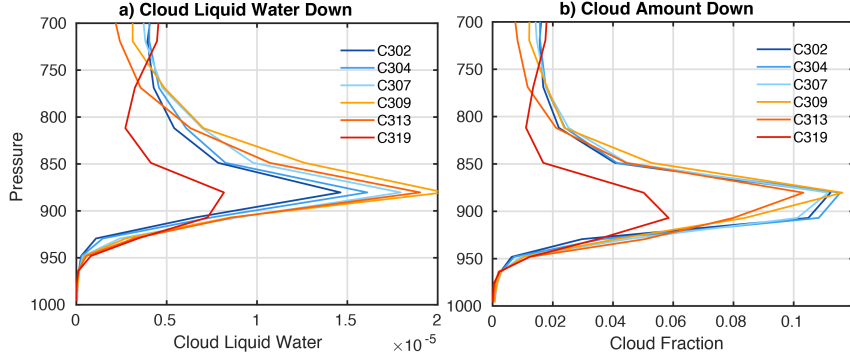 a) Cloud Liquid Water Down
700
750
800
850
900
950
1000
Pressure
C302
C304
C307
C309
C313
C319
0
0.5
1
1.5
2
×10⁻⁵
Cloud Liquid Water
b) Cloud Amount Down
700
750
800
850
900
950
1000
C302
C304
C307
C309
C313
C319
0
0.02
0.04
0.06
0.08
0.1
Cloud Fraction